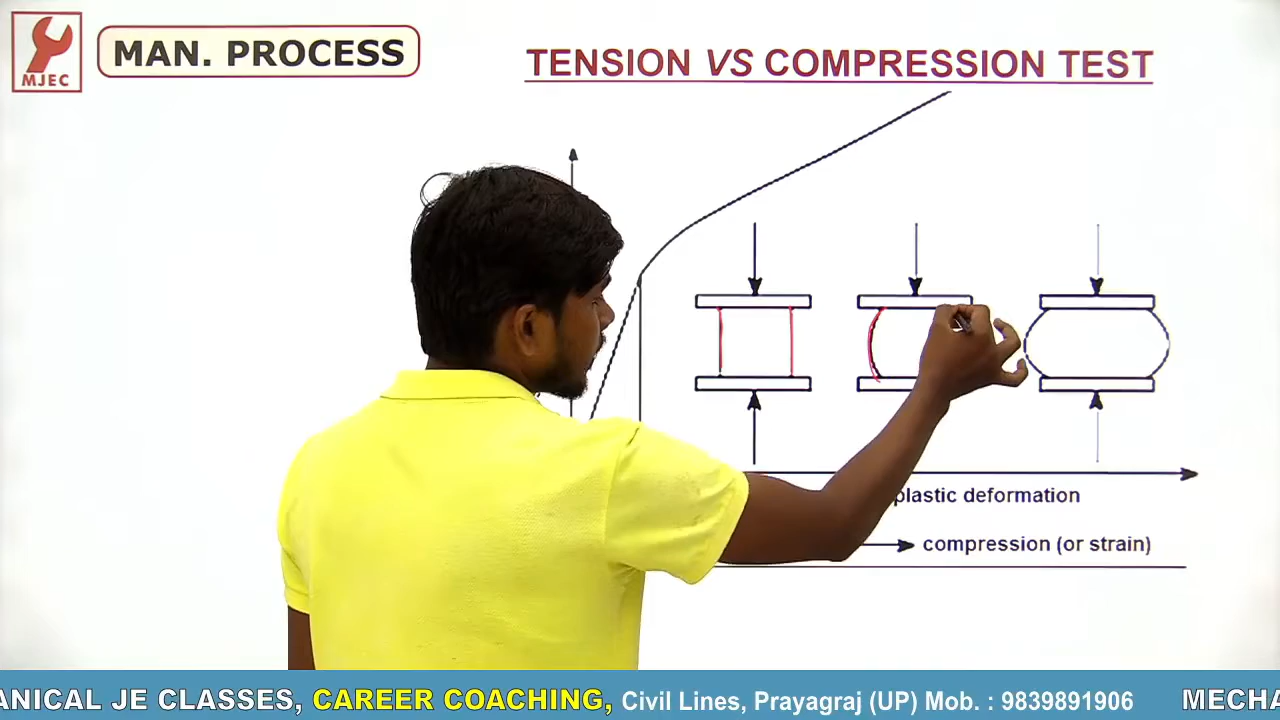 MJEC
MAN. PROCESS
TENSION VS COMPRESSION TEST
plastic deformation
compression (or strain)
ANICAL JE CLASSES, CAREER COACHING, Civil Lines, Prayagraj (UP) Mob. : 9839891906 MECHA